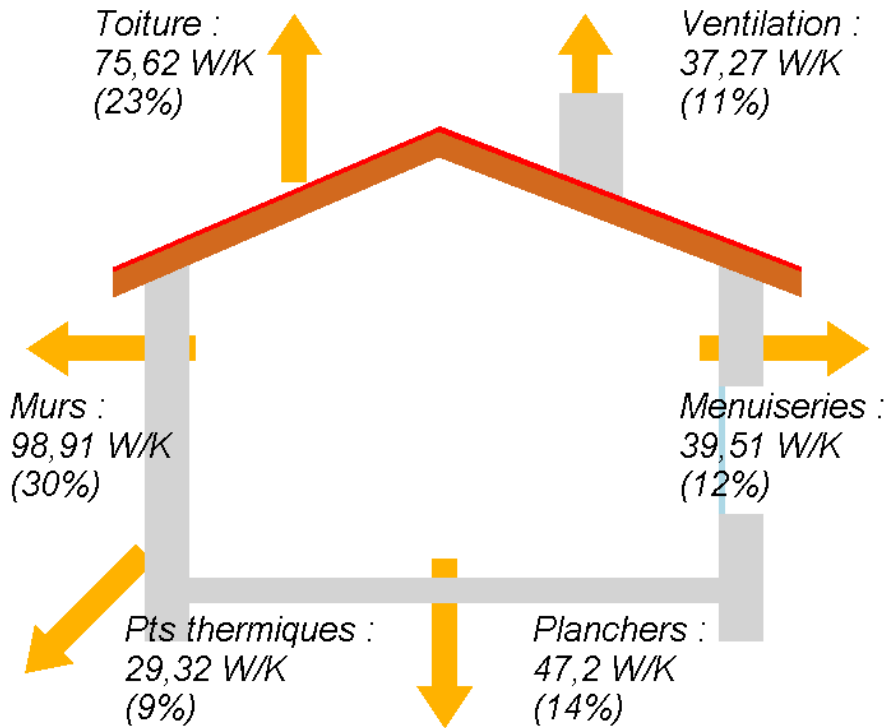 Toiture :
75,62 W/K
(23%)
Ventilation :
37,27 W/K
(11%)
Murs :
98,91 W/K
(30%)
Menuiseries :
39,51 W/K
(12%)
Pts thermiques :
29,32 W/K
(9%)
Planchers :
47,2 W/K
(14%)